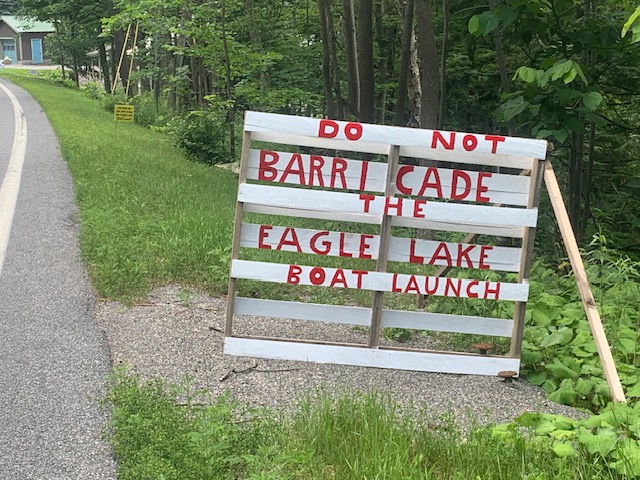 DO NOT
BARRICADE
THE
EAGLE LAKE
BOAT LAUNCH